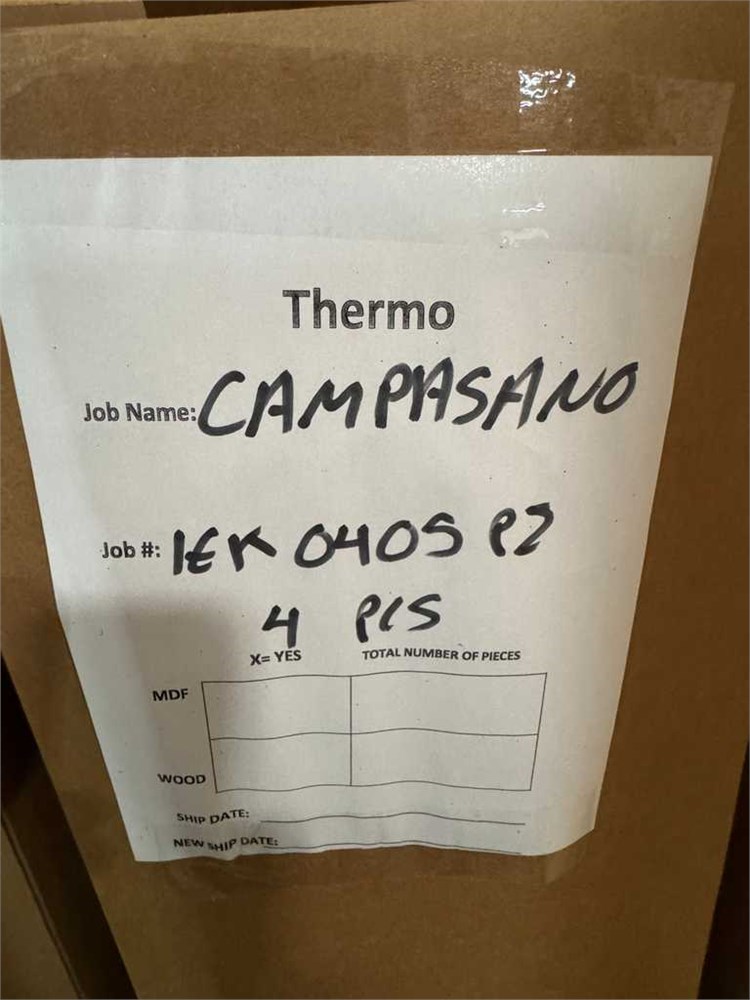 Thermo
Job Name: CAMPASANO
Job #: IEK 0405 P2
4 PCS
X= YES TOTAL NUMBER OF PIECES
MDF
WOOD
SHIP DATE:
NEW SHIP DATE: